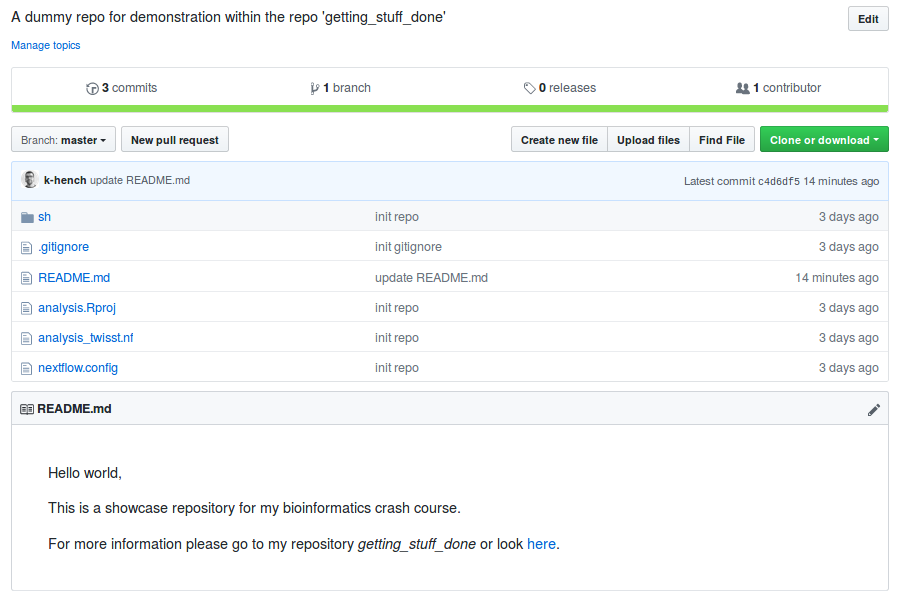 A dummy repo for demonstration within the repo 'getting_stuff_done'
Edit
Manage topics
3 commits
1 branch
0 releases
1 contributor
Branch: master
New pull request
Create new file
Upload files
Find File
Clone or download
k-hench update README.md
Latest commit c4d6df5 14 minutes ago
sh init repo 3 days ago
.gitignore init gitignore 3 days ago
README.md update README.md 14 minutes ago
analysis.Rproj init repo 3 days ago
analysis_twisst.nf init repo 3 days ago
nextflow.config init repo 3 days ago
README.md
Hello world,
This is a showcase repository for my bioinformatics crash course.
For more information please go to my repository getting_stuff_done or look here.